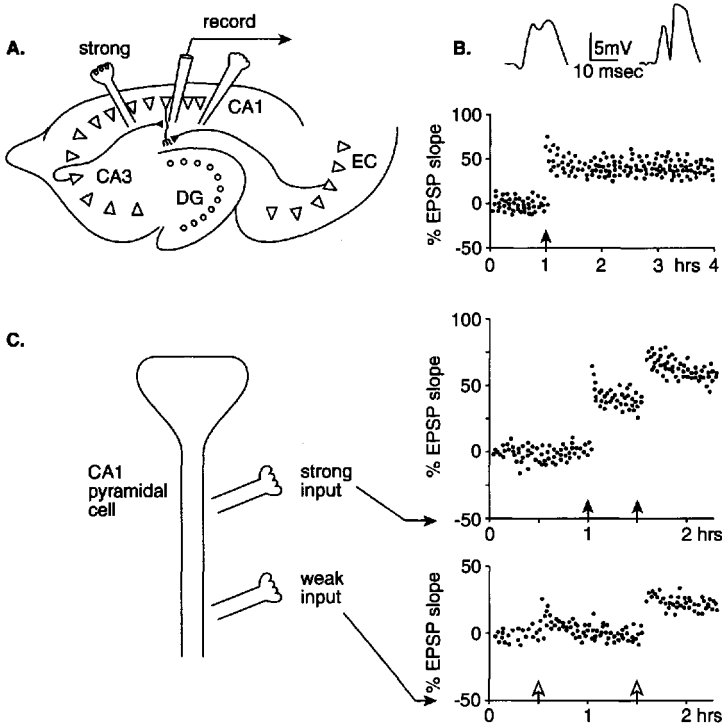 A.
record
strong
CA1
CA3
DG
EC
B.
5mV
10 msec
% EPSP slope
100
50
0
-50
0 1 2 3 hrs 4
C.
CA1
pyramidal
cell
strong
input
weak
input
% EPSP slope
100
50
0
-50
0 1 2 hrs
% EPSP slope
50
0
-50
0 1 2 hrs